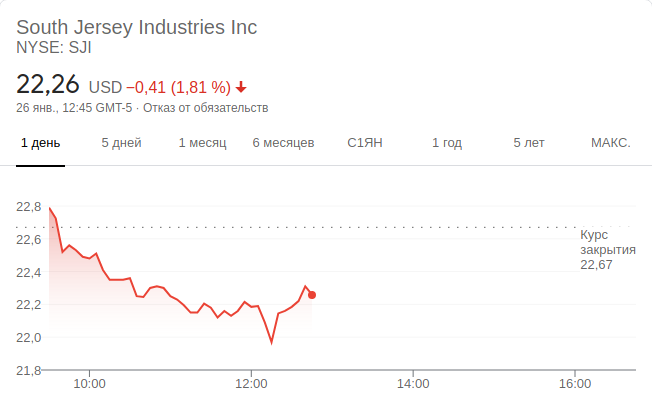 South Jersey Industries Inc
NYSE: SJI
22,26 USD −0,41 (1,81 %)
26 янв., 12:45 GMT-5 · Отказ от обязательств
1 день 5 дней 1 месяц 6 месяцев С1ЯН 1 год 5 лет МАКС.
22,8
22,6
22,4
22,2
22,0
21,8
Курс
закрытия
22,67
10:00 12:00 14:00 16:00